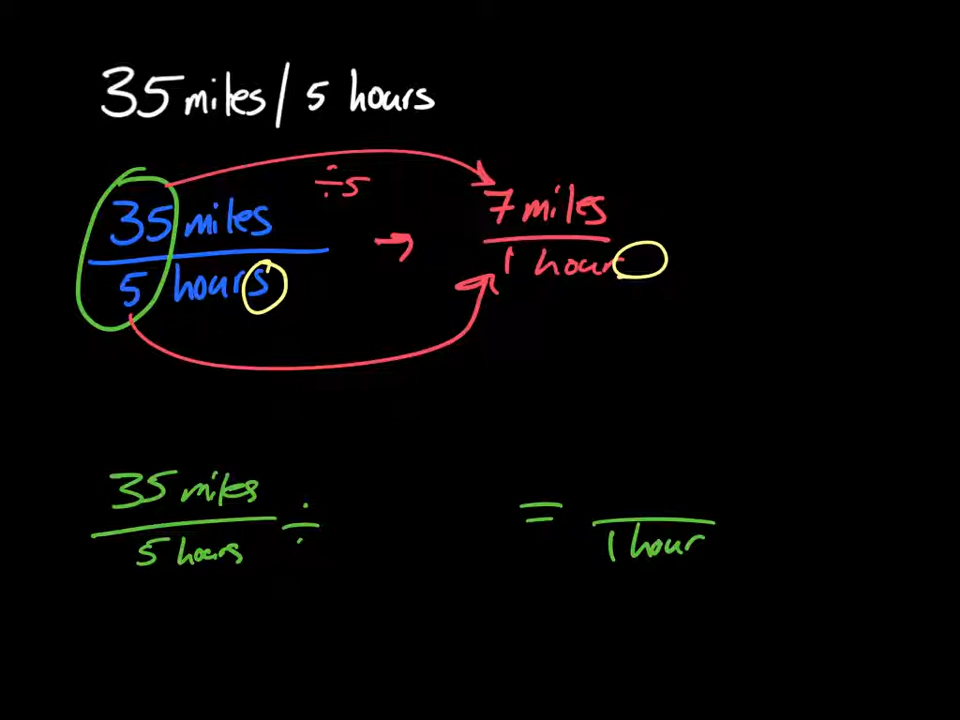 35 miles / 5 hours
35 miles
5 hours
÷5
→
7 miles
1 hour
35 miles
5 hours
÷
=
1 hour